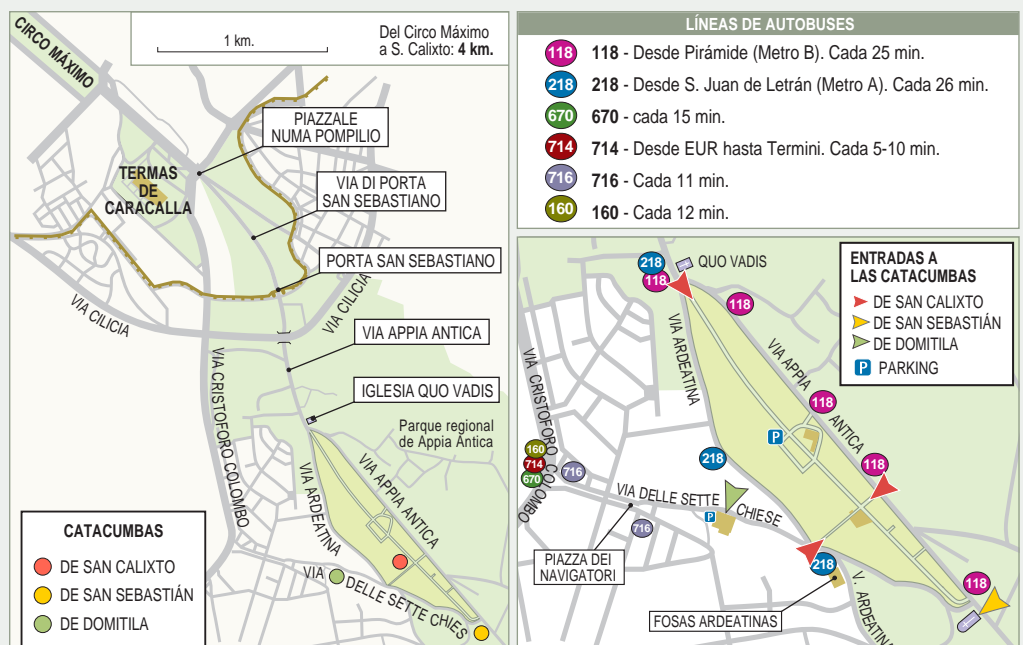 CIRCO MÁXIMO
1 km.
Del Circo Máximo
a S. Calixto: 4 km.
PIAZZALE
NUMA POMPILIO
TERMAS
DE
CARACALLA
VIA DI PORTA
SAN SEBASTIANO
PORTA SAN SEBASTIANO
VIA CILICIA
VIA CILICIA
VIA APPIA ANTICA
IGLESIA QUO VADIS
VIA CRISTOFORO COLOMBO
Parque regional
de Appia Antica
VIA ARDEATINA
VIA APPIA ANTICA
VIA DELLE SETTE CHIES
CATACUMBAS
DE SAN CALIXTO
DE SAN SEBASTIÁN
DE DOMITILA
LÍNEAS DE AUTOBUSES
118 118 - Desde Pirámide (Metro B). Cada 25 min.
218 218 - Desde S. Juan de Letrán (Metro A). Cada 26 min.
670 670 - cada 15 min.
714 714 - Desde EUR hasta Termini. Cada 5-10 min.
716 716 - Cada 11 min.
160 160 - Cada 12 min.
218
QUO VADIS
118
118
ENTRADAS A
LAS CATACUMBAS
DE SAN CALIXTO
DE SAN SEBASTIÁN
DE DOMITILA
P PARKING
VIA ARDEATINA
VIA APPIA ANTICA
VIA CRISTOFORO COLOMBO
118
P
160
714
670
716
218
118
VIA DELLE SETTE CHIESE
P
716
PIAZZA DEI
NAVIGATORI
218
118
FOSAS ARDEATINAS
V. ARDEATINA